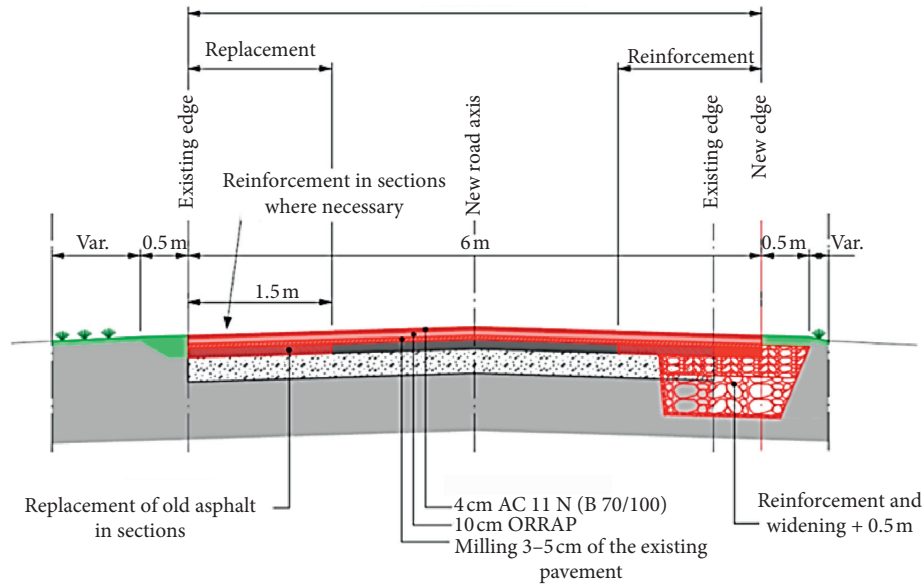 Replacement
Reinforcement
Existing edge
New road axis
Existing edge
New edge
Reinforcement in sections
where necessary
Var.
0.5 m
6 m
0.5 m
Var.
1.5 m
Replacement of old asphalt
in sections
4 cm AC 11 N (B 70/100)
10 cm ORRAP
Milling 3–5 cm of the existing
pavement
Reinforcement and
widening + 0.5 m